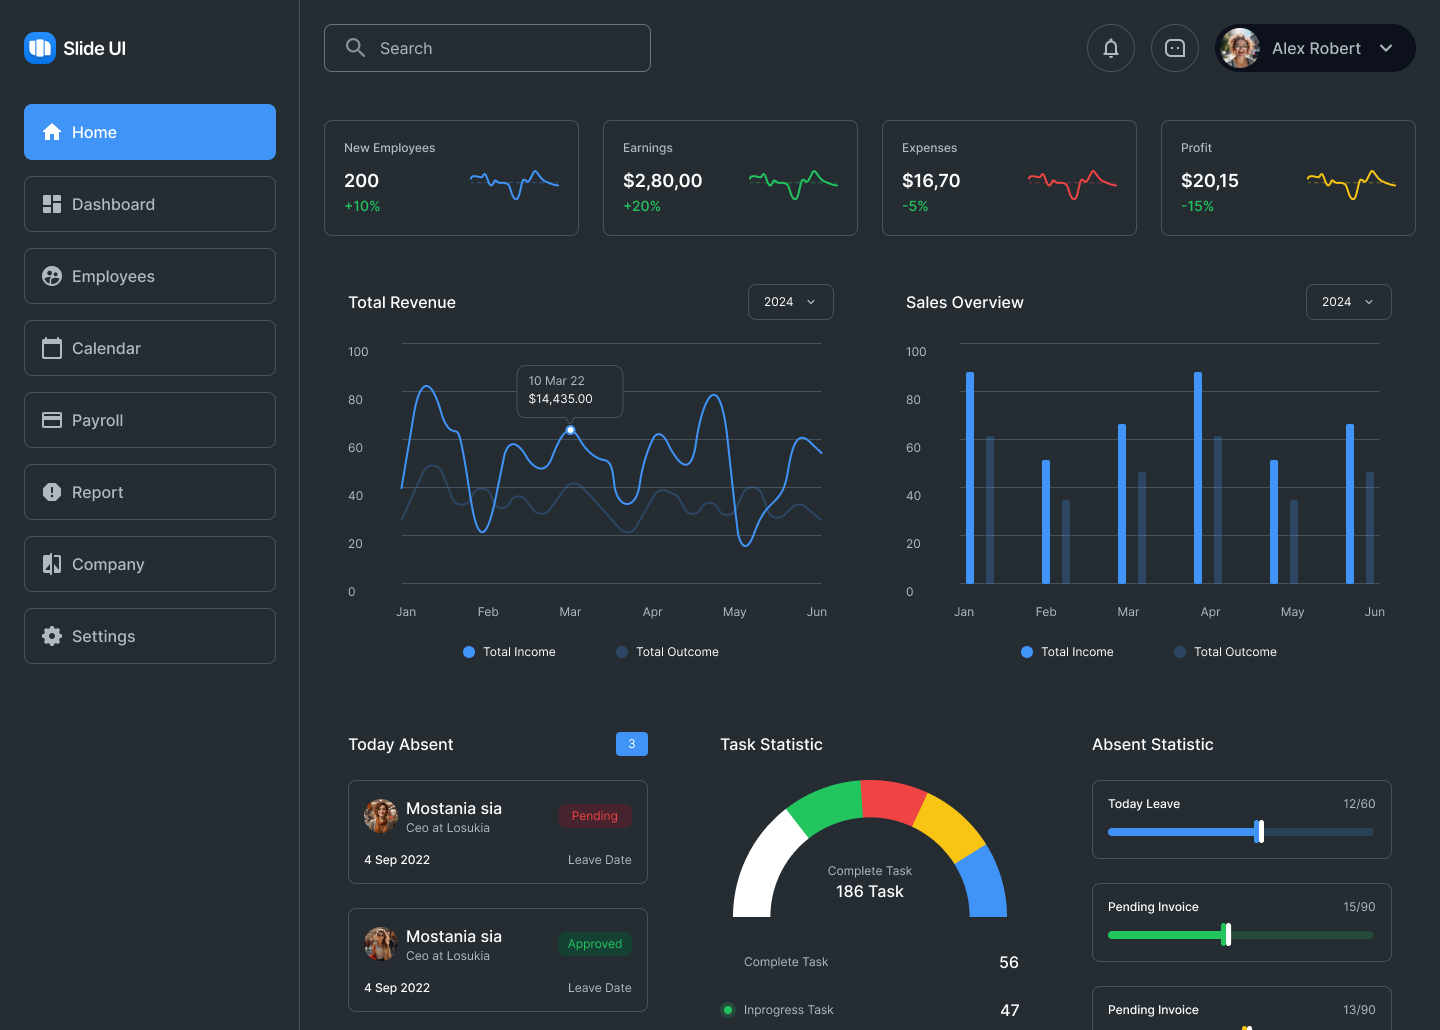 Slide UI
Search
Alex Robert
Home
Dashboard
Employees
Calendar
Payroll
Report
Company
Settings
New Employees
200
+10%
Earnings
$2,80,00
+20%
Expenses
$16,70
-5%
Profit
$20,15
-15%
Total Revenue
2024
100
80
60
40
20
0
10 Mar 22
$14,435.00
Jan Feb Mar Apr May Jun
Total Income Total Outcome
Sales Overview
2024
100
80
60
40
20
0
Jan Feb Mar Apr May Jun
Total Income Total Outcome
Today Absent
3
Mostania sia
Ceo at Losukia
Pending
4 Sep 2022 Leave Date
Mostania sia
Ceo at Losukia
Approved
4 Sep 2022 Leave Date
Task Statistic
Complete Task
186 Task
Complete Task 56
Inprogress Task 47
Absent Statistic
Today Leave 12/60
Pending Invoice 15/90
Pending Invoice 13/90